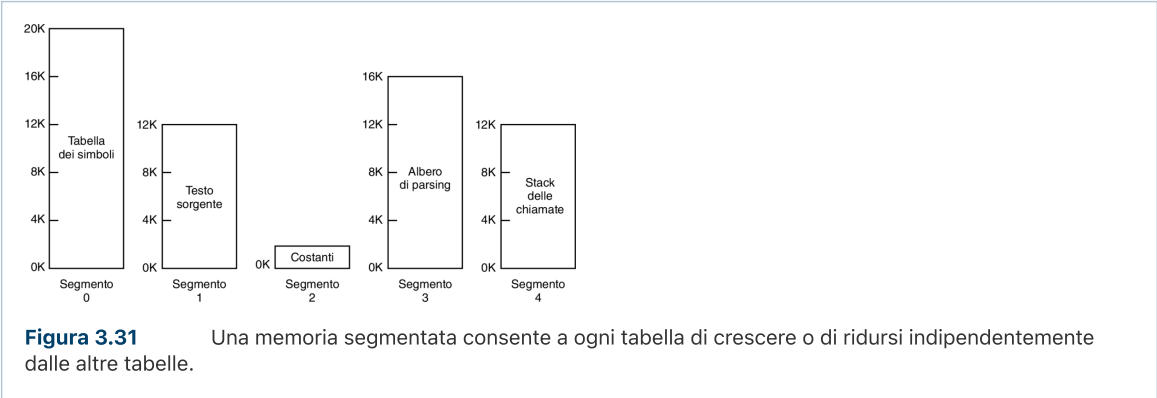 20K
16K
12K
8K
4K
0K
Tabella
dei simboli
Segmento
0
12K
8K
4K
0K
Testo
sorgente
Segmento
1
0K
Costanti
Segmento
2
16K
12K
8K
4K
0K
Albero
di parsing
Segmento
3
12K
8K
4K
0K
Stack
delle
chiamate
Segmento
4
Figura 3.31 Una memoria segmentata consente a ogni tabella di crescere o di ridursi indipendentemente
dalle altre tabelle.